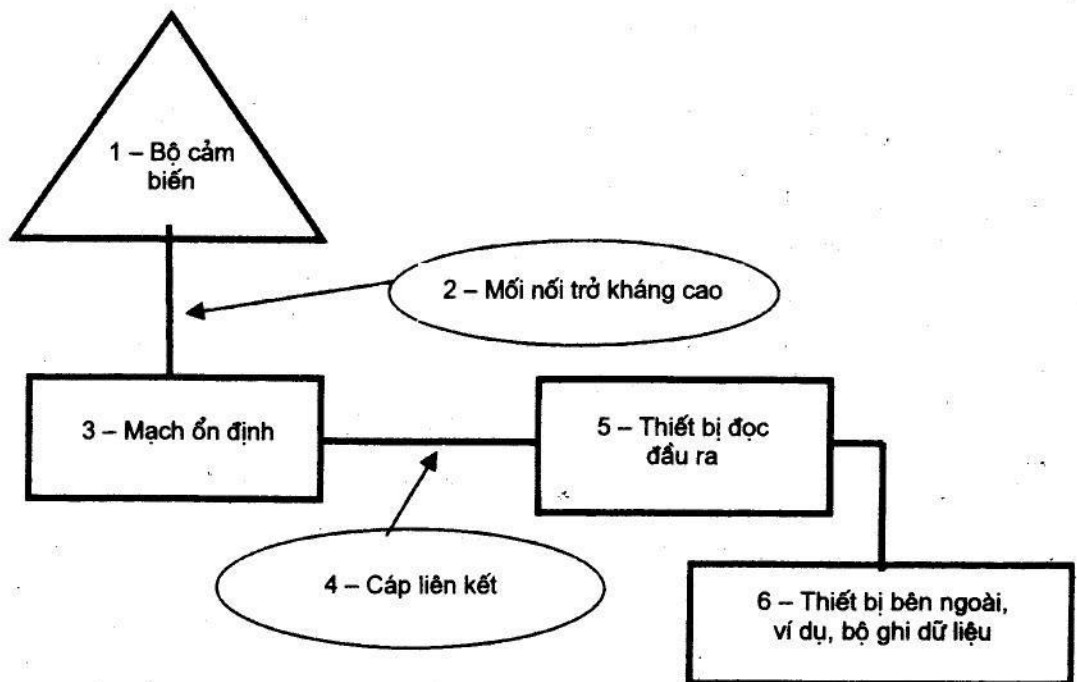 1 – Bộ cảm
biến
2 – Mối nối trở kháng cao
3 – Mạch ổn định
5 – Thiết bị đọc
đầu ra
4 – Cáp liên kết
6 – Thiết bị bên ngoài,
ví dụ, bộ ghi dữ liệu